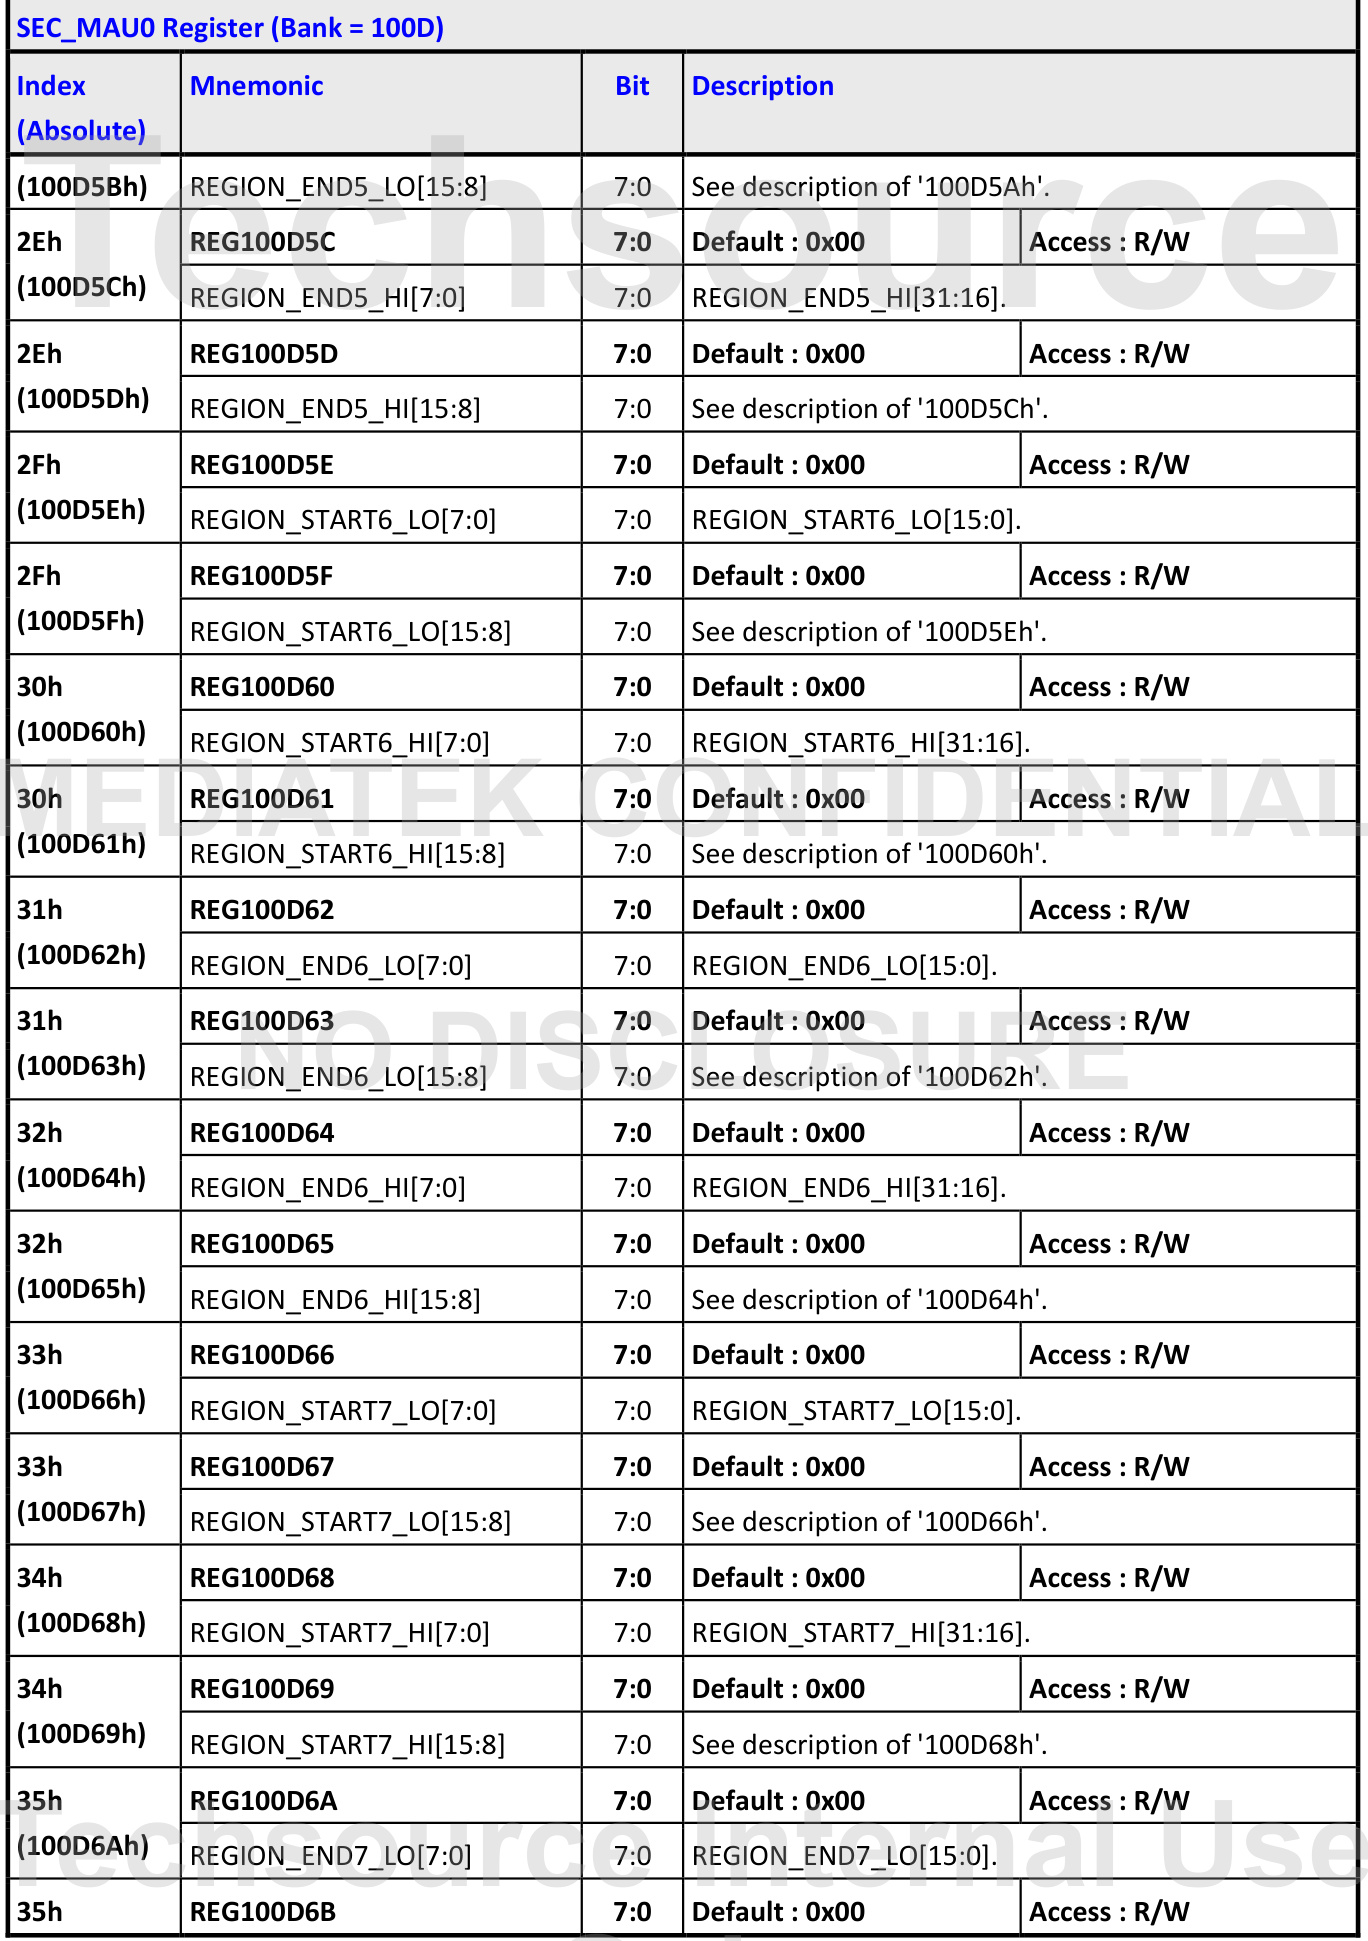 SEC_MAU0 Register (Bank = 100D)
Index (Absolute) Mnemonic Bit Description
(100D5Bh) REGION_END5_LO[15:8] 7:0 See description of '100D5Ah'.
2Eh REG100D5C 7:0 Default : 0x00 Access : R/W
(100D5Ch) REGION_END5_HI[7:0] 7:0 REGION_END5_HI[31:16].
2Eh REG100D5D 7:0 Default : 0x00 Access : R/W
(100D5Dh) REGION_END5_HI[15:8] 7:0 See description of '100D5Ch'.
2Fh REG100D5E 7:0 Default : 0x00 Access : R/W
(100D5Eh) REGION_START6_LO[7:0] 7:0 REGION_START6_LO[15:0].
2Fh REG100D5F 7:0 Default : 0x00 Access : R/W
(100D5Fh) REGION_START6_LO[15:8] 7:0 See description of '100D5Eh'.
30h REG100D60 7:0 Default : 0x00 Access : R/W
(100D60h) REGION_START6_HI[7:0] 7:0 REGION_START6_HI[31:16].
30h REG100D61 7:0 Default : 0x00 Access : R/W
(100D61h) REGION_START6_HI[15:8] 7:0 See description of '100D60h'.
31h REG100D62 7:0 Default : 0x00 Access : R/W
(100D62h) REGION_END6_LO[7:0] 7:0 REGION_END6_LO[15:0].
31h REG100D63 7:0 Default : 0x00 Access : R/W
(100D63h) REGION_END6_LO[15:8] 7:0 See description of '100D62h'.
32h REG100D64 7:0 Default : 0x00 Access : R/W
(100D64h) REGION_END6_HI[7:0] 7:0 REGION_END6_HI[31:16].
32h REG100D65 7:0 Default : 0x00 Access : R/W
(100D65h) REGION_END6_HI[15:8] 7:0 See description of '100D64h'.
33h REG100D66 7:0 Default : 0x00 Access : R/W
(100D66h) REGION_START7_LO[7:0] 7:0 REGION_START7_LO[15:0].
33h REG100D67 7:0 Default : 0x00 Access : R/W
(100D67h) REGION_START7_LO[15:8] 7:0 See description of '100D66h'.
34h REG100D68 7:0 Default : 0x00 Access : R/W
(100D68h) REGION_START7_HI[7:0] 7:0 REGION_START7_HI[31:16].
34h REG100D69 7:0 Default : 0x00 Access : R/W
(100D69h) REGION_START7_HI[15:8] 7:0 See description of '100D68h'.
35h REG100D6A 7:0 Default : 0x00 Access : R/W
(100D6Ah) REGION_END7_LO[7:0] 7:0 REGION_END7_LO[15:0].
35h REG100D6B 7:0 Default : 0x00 Access : R/W
Techsource
MEDIATEK CONFIDENTIAL
NO DISCLOSURE
Techsource Internal Use